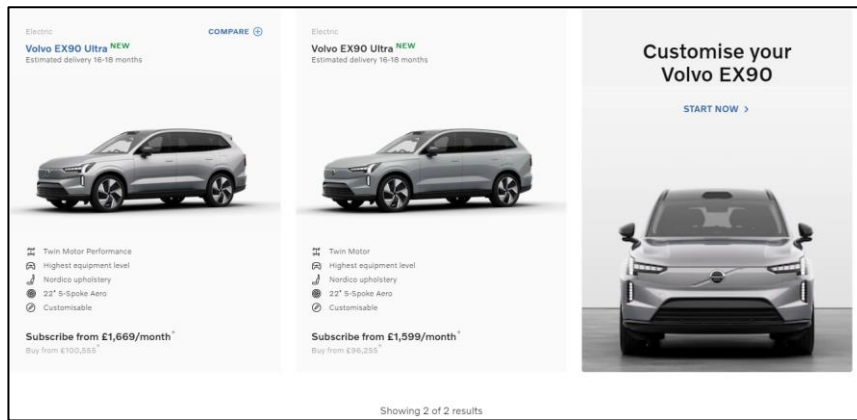 Electric
COMPARE
Volvo EX90 Ultra NEW
Estimated delivery 16-18 months
Twin Motor Performance
Highest equipment level
Nordico upholstery
22" 5-Spoke Aero
Customisable
Subscribe from £1,669/month*
Buy from £100,555*
Electric
Volvo EX90 Ultra NEW
Estimated delivery 16-18 months
Twin Motor
Highest equipment level
Nordico upholstery
22" 5-Spoke Aero
Customisable
Subscribe from £1,599/month*
Buy from £96,255*
Customise your
Volvo EX90
START NOW >
Showing 2 of 2 results